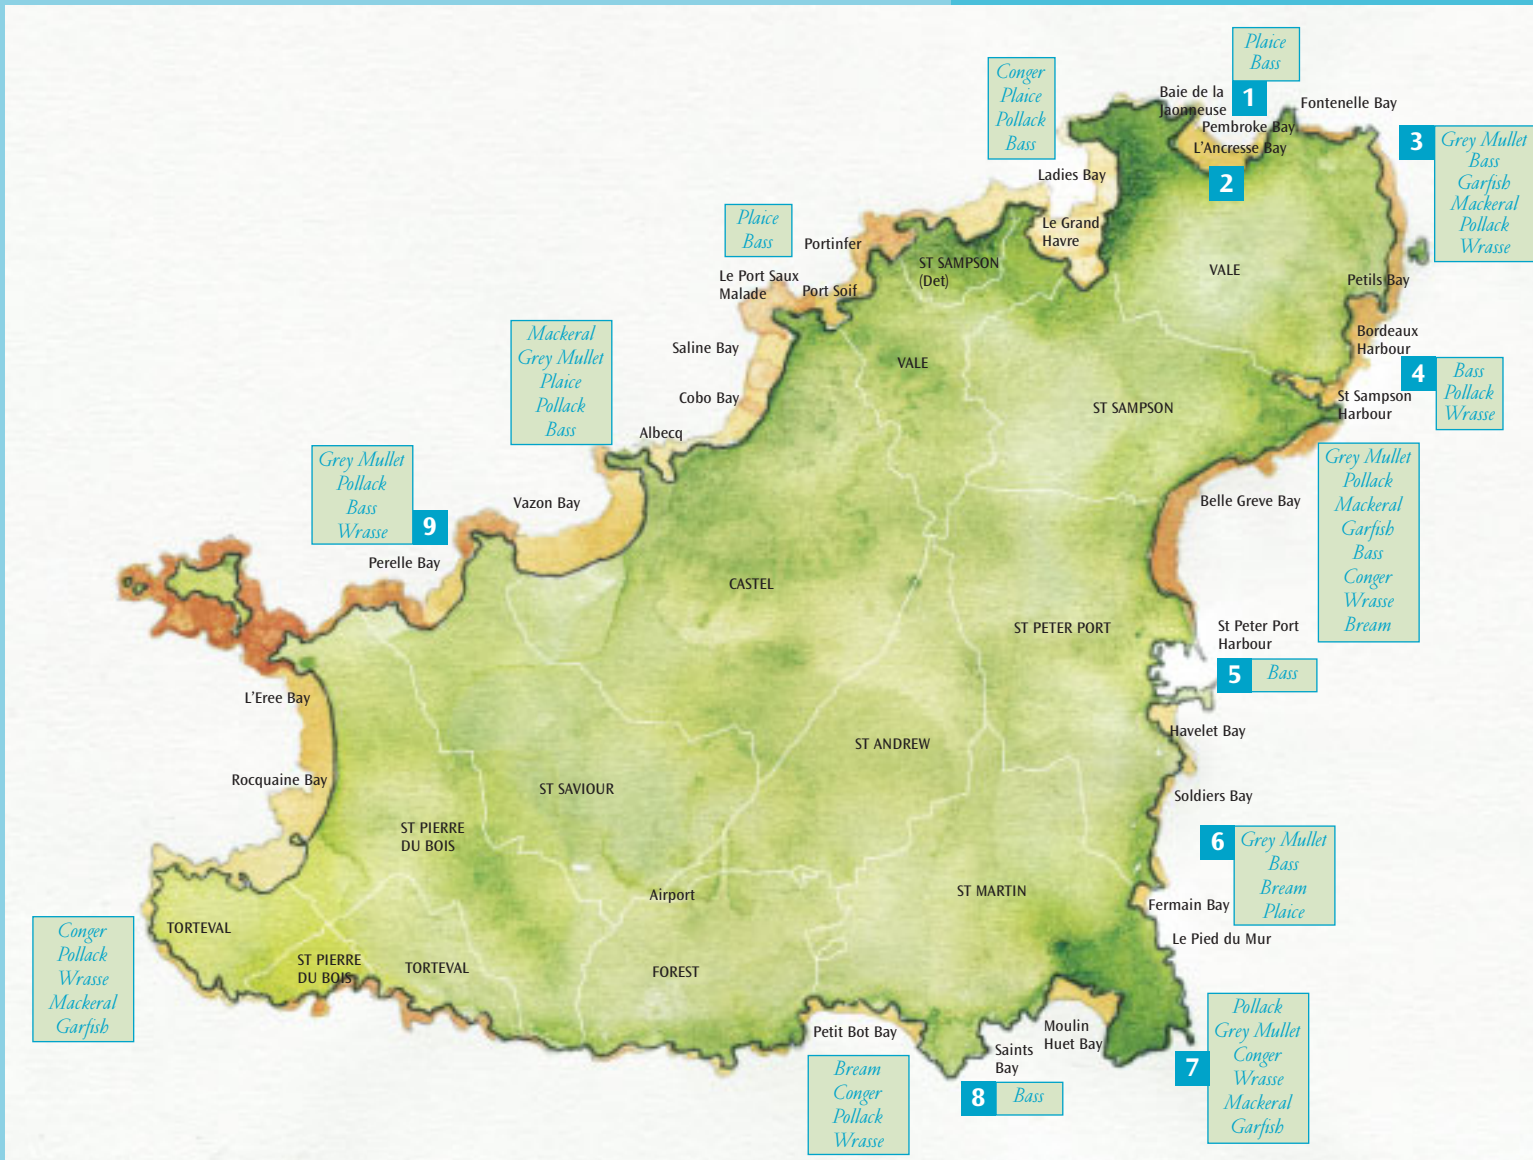 Plaice
Bass
1
Baie de la
Jaonneuse
Pembroke Bay
L'Ancresse Bay
2
Fontenelle Bay
3
Grey Mullet
Bass
Garfish
Mackeral
Pollack
Wrasse
Conger
Plaice
Pollack
Bass
Ladies Bay
Le Grand
Havre
Plaice
Bass
Portinfer
ST SAMPSON
(Det)
VALE
Petils Bay
Le Port Saux
Malade
Port Soif
Bordeaux
Harbour
Mackeral
Grey Mullet
Plaice
Pollack
Bass
Saline Bay
VALE
Cobo Bay
Albecq
ST SAMPSON
St Sampson
Harbour
4
Bass
Pollack
Wrasse
Grey Mullet
Pollack
Bass
Wrasse
9
Vazon Bay
Perelle Bay
Belle Greve Bay
Grey Mullet
Pollack
Mackeral
Garfish
Bass
Conger
Wrasse
Bream
CASTEL
ST PETER PORT
St Peter Port
Harbour
5
Bass
L'Eree Bay
Havelet Bay
ST ANDREW
Rocquaine Bay
ST SAVIOUR
Soldiers Bay
ST PIERRE
DU BOIS
6
Grey Mullet
Bass
Bream
Plaice
Airport
ST MARTIN
Fermain Bay
Le Pied du Mur
Conger
Pollack
Wrasse
Mackeral
Garfish
TORTEVAL
ST PIERRE
DU BOIS
TORTEVAL
FOREST
Petit Bot Bay
Bream
Conger
Pollack
Wrasse
Saints
Bay
Moulin
Huet Bay
8
Bass
7
Pollack
Grey Mullet
Conger
Wrasse
Mackeral
Garfish